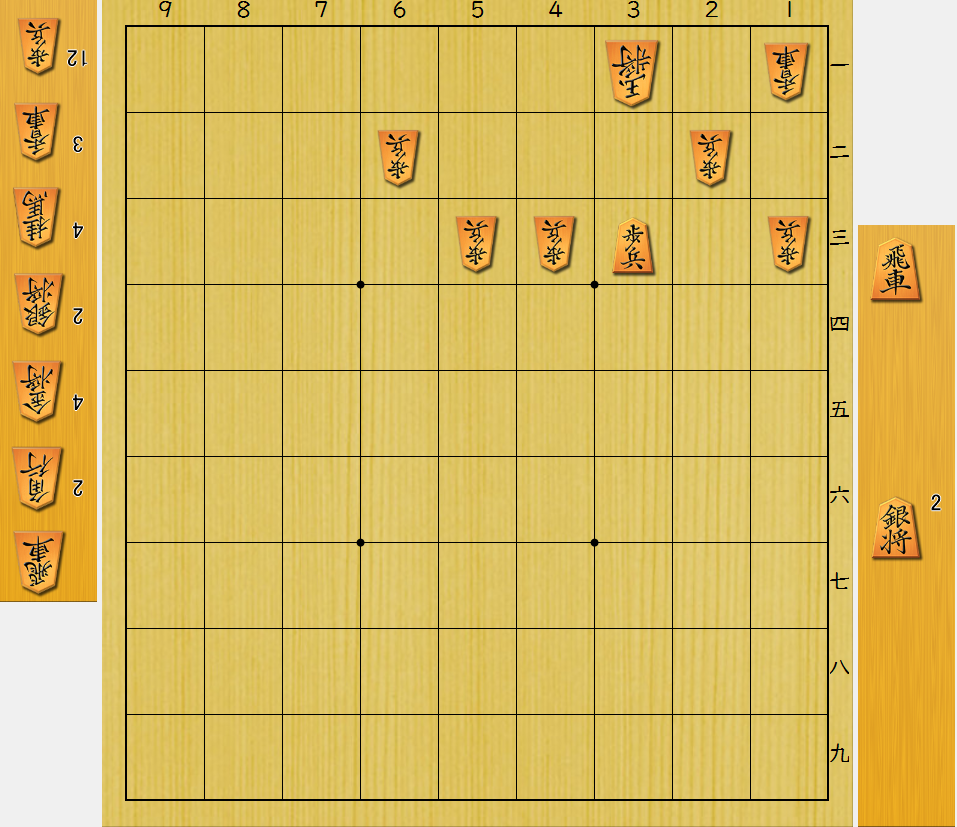 9 8 7 6 5 4 3 2 1
歩兵 12
香車 3
桂馬 4
銀将 2
金将 4
角行 2
飛車
玉将 香車 一
歩兵 歩兵 二
歩兵 歩兵 歩兵 歩兵 三
四
五
六
七
八
九
飛車
銀将 2